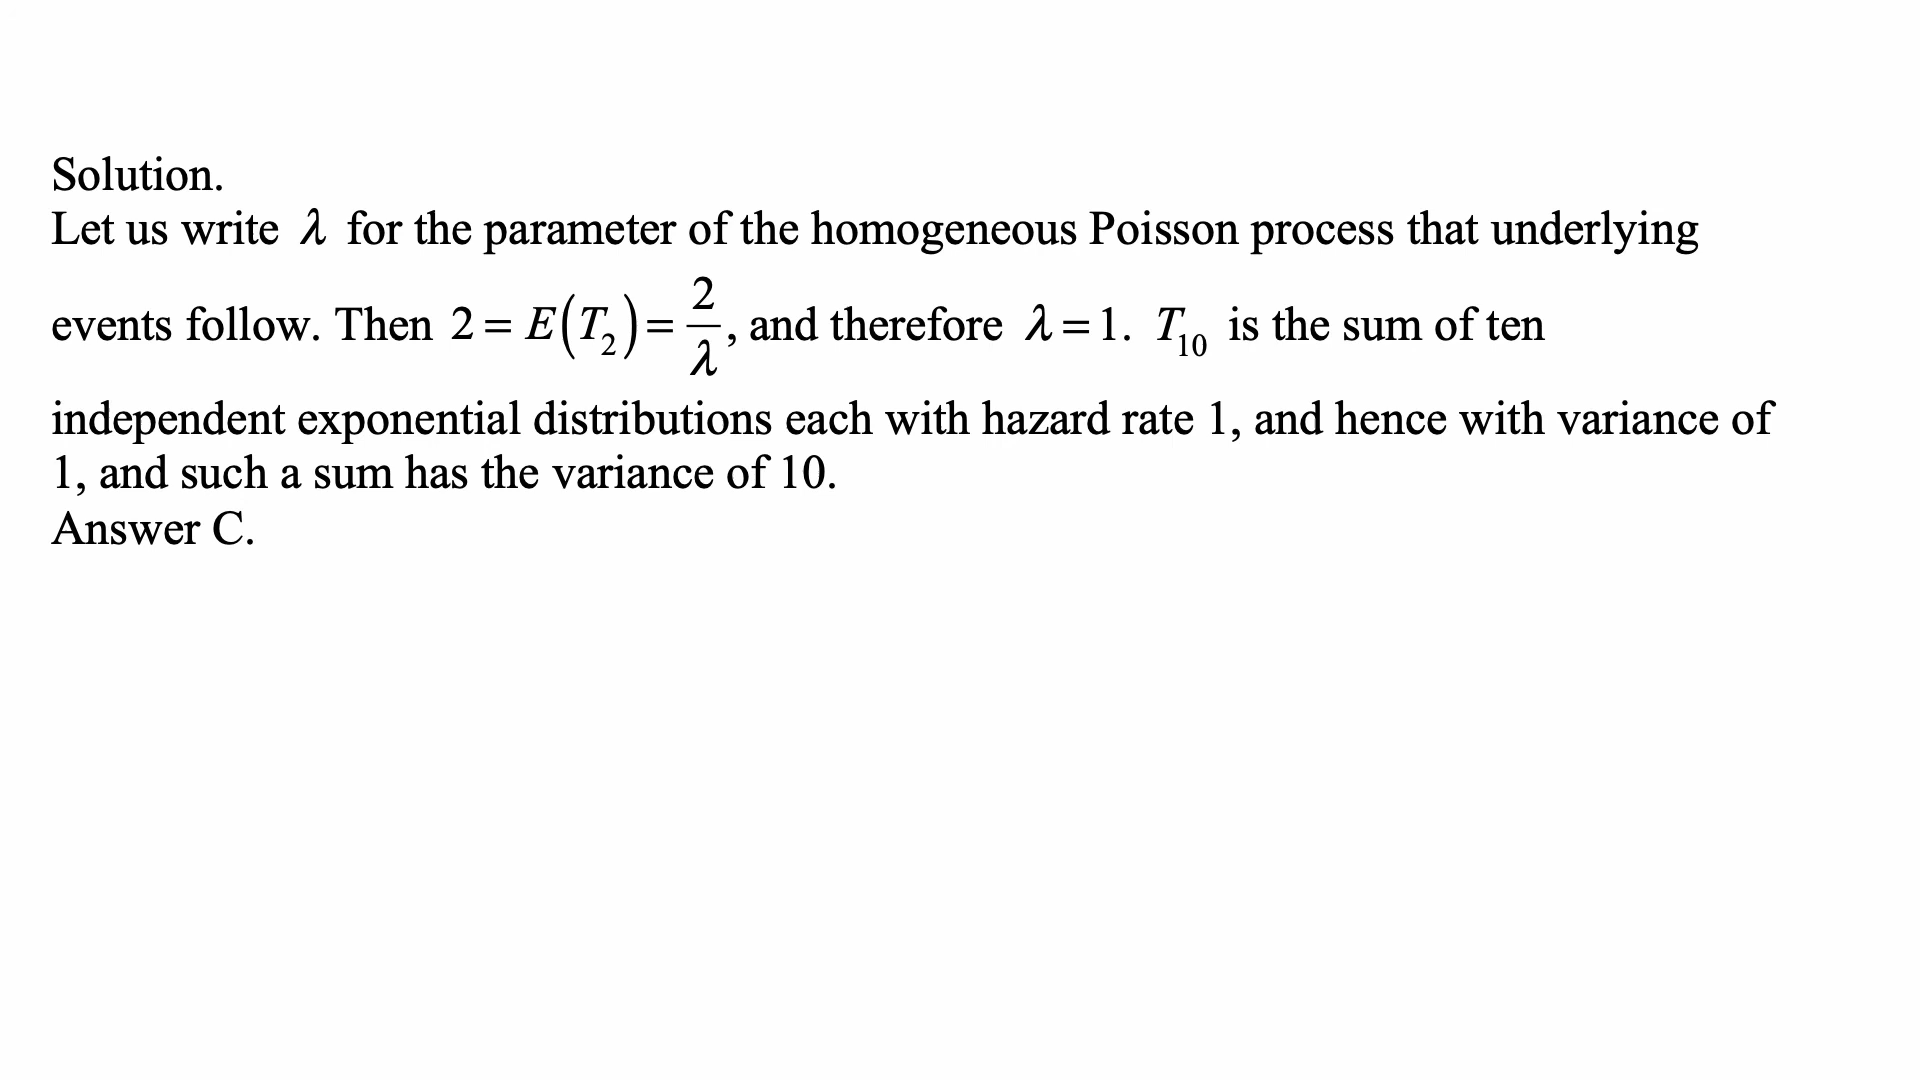 Solution.
Let us write λ for the parameter of the homogeneous Poisson process that underlying
events follow. Then 2 = E(T₂) = 2/λ, and therefore λ = 1. T₁₀ is the sum of ten
independent exponential distributions each with hazard rate 1, and hence with variance of
1, and such a sum has the variance of 10.
Answer C.